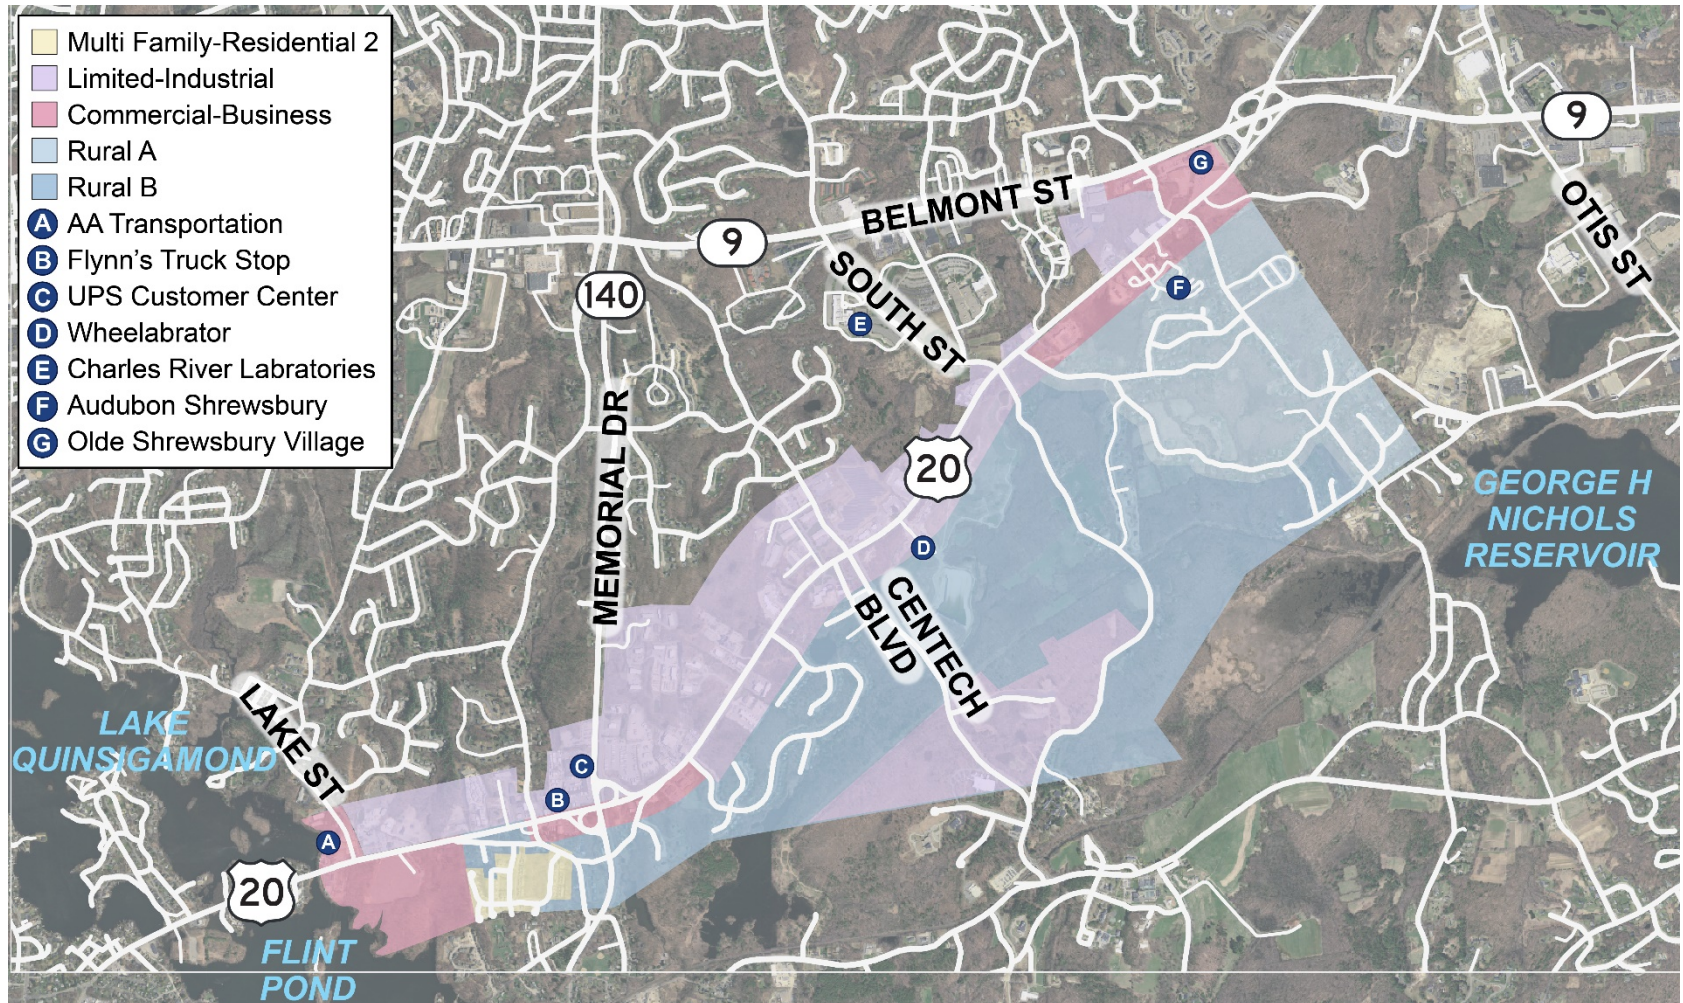 Multi Family-Residential 2
Limited-Industrial
Commercial-Business
Rural A
Rural B
A AA Transportation
B Flynn's Truck Stop
C UPS Customer Center
D Wheelabrator
E Charles River Labratories
F Audubon Shrewsbury
G Olde Shrewsbury Village
9
G
OTIS ST
BELMONT ST
9
SOUTH ST
140
F
E
MEMORIAL DR
20
GEORGE H
NICHOLS
RESERVOIR
D
CENTECH
BLVD
LAKE ST
LAKE
QUINSIGAMOND
C
B
A
20
FLINT
POND